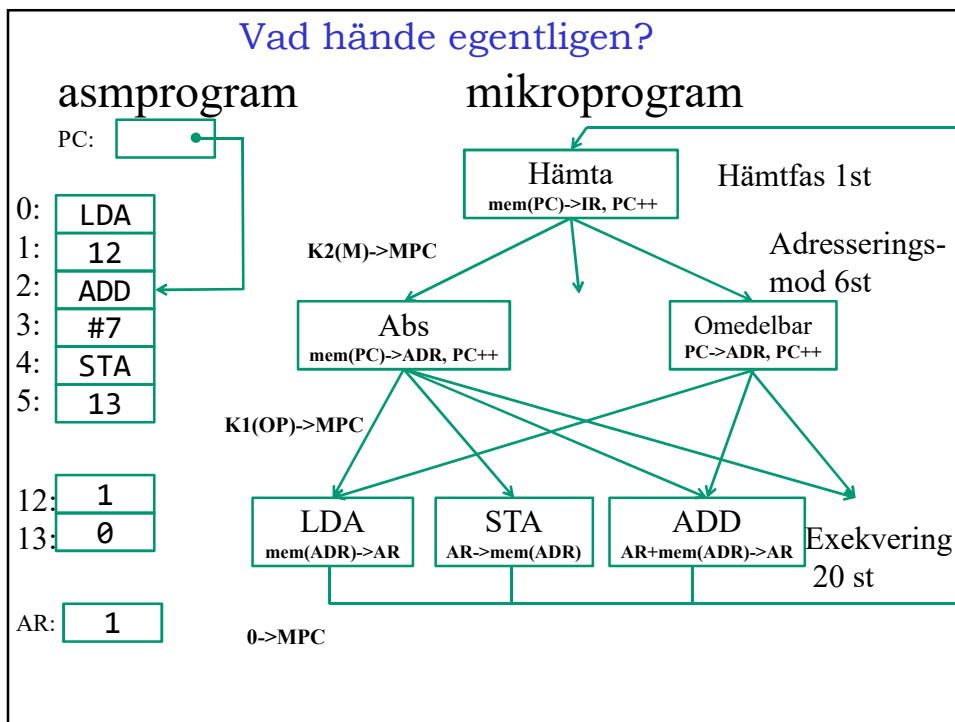 Vad hände egentligen?
asmprogram
mikroprogram
PC:
0: LDA
1: 12
2: ADD
3: #7
4: STA
5: 13
12: 1
13: 0
AR: 1
Hämta
mem(PC)->IR, PC++
Hämtfas 1st
K2(M)->MPC
Adresserings-
mod 6st
Abs
mem(PC)->ADR, PC++
Omedelbar
PC->ADR, PC++
K1(OP)->MPC
LDA
mem(ADR)->AR
STA
AR->mem(ADR)
ADD
AR+mem(ADR)->AR
Exekvering
20 st
0->MPC